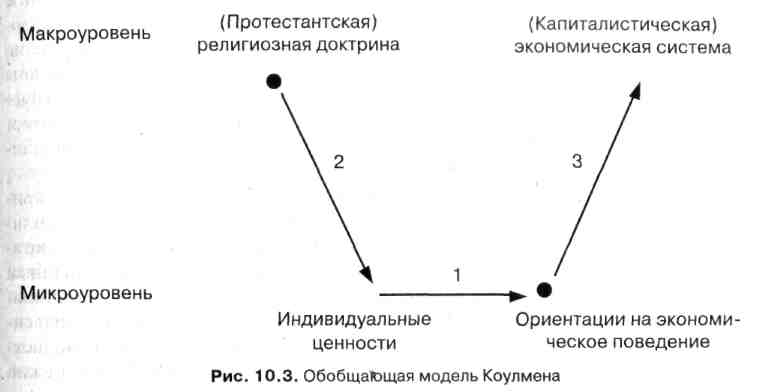 Макроуровень
(Протестантская)
религиозная доктрина
(Капиталистическая)
экономическая система
2
3
1
Микроуровень
Индивидуальные
ценности
Ориентации на экономи-
ческое поведение
Рис. 10.3. Обобщающая модель Коулмена